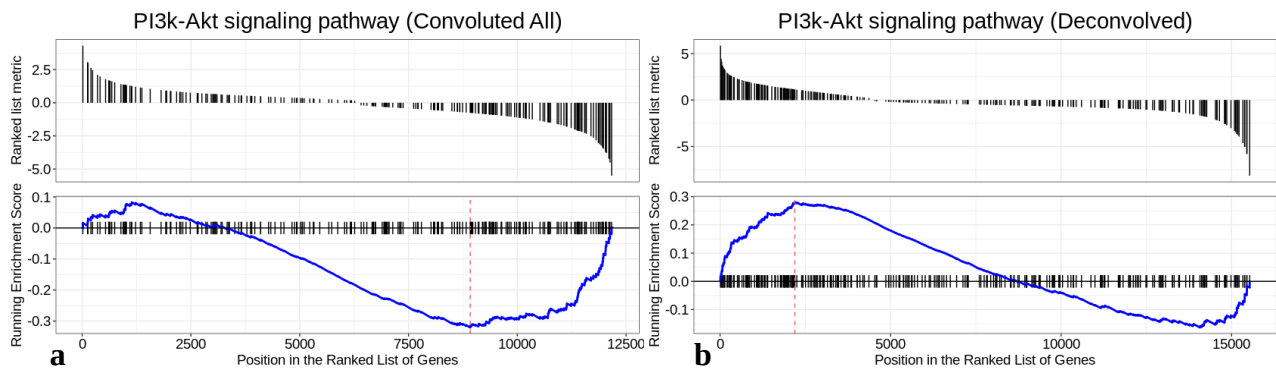 PI3k-Akt signaling pathway (Convoluted All)
Ranked list metric
2.5
0.0
-2.5
-5.0
Running Enrichment Score
0.1
0.0
-0.1
-0.2
-0.3
0 2500 5000 7500 10000 12500
Position in the Ranked List of Genes
a
PI3k-Akt signaling pathway (Deconvolved)
Ranked list metric
5
0
-5
Running Enrichment Score
0.3
0.2
0.1
0.0
-0.1
0 5000 10000 15000
Position in the Ranked List of Genes
b